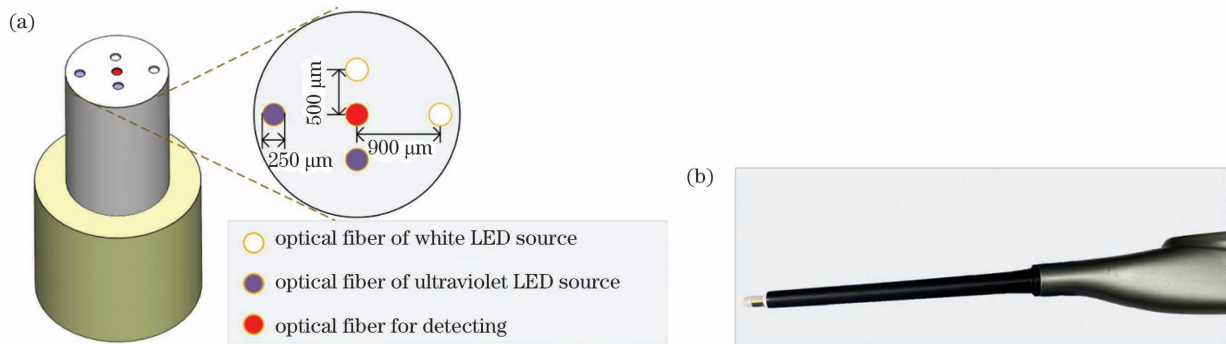 (a)
500 μm
900 μm
250 μm
optical fiber of white LED source
optical fiber of ultraviolet LED source
optical fiber for detecting
(b)